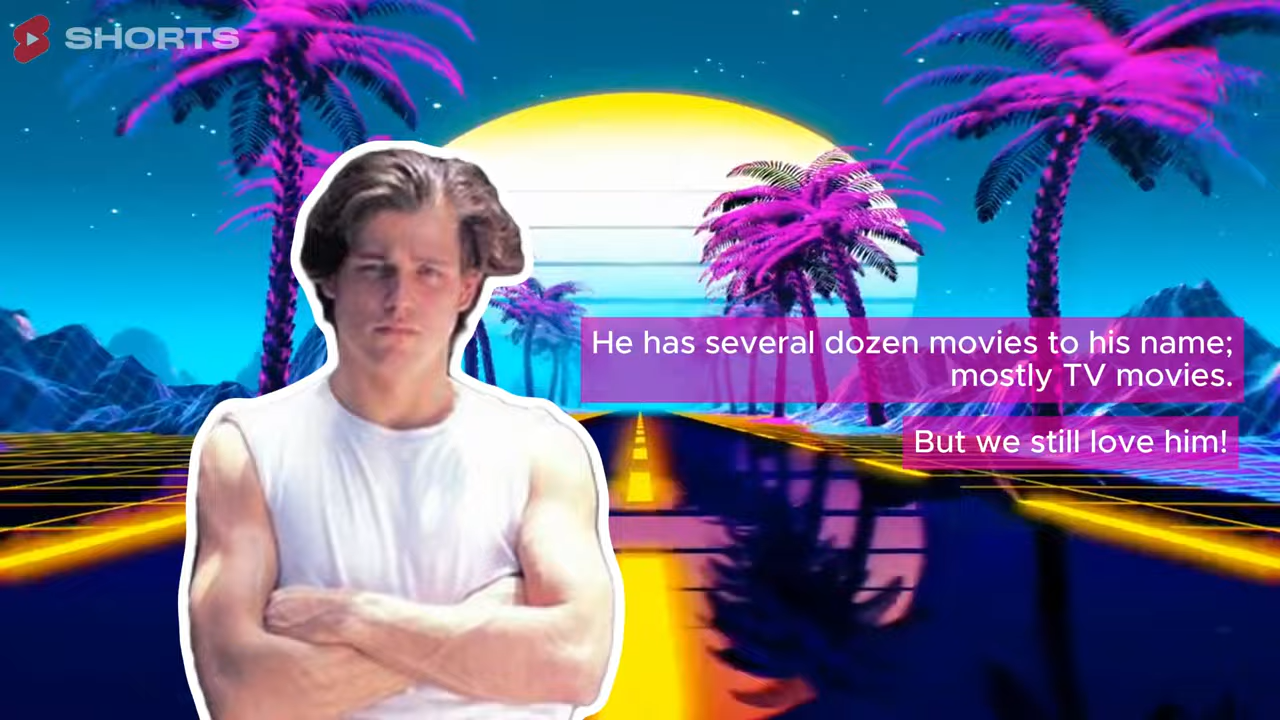 SHORTS
He has several dozen movies to his name;
mostly TV movies.
But we still love him!